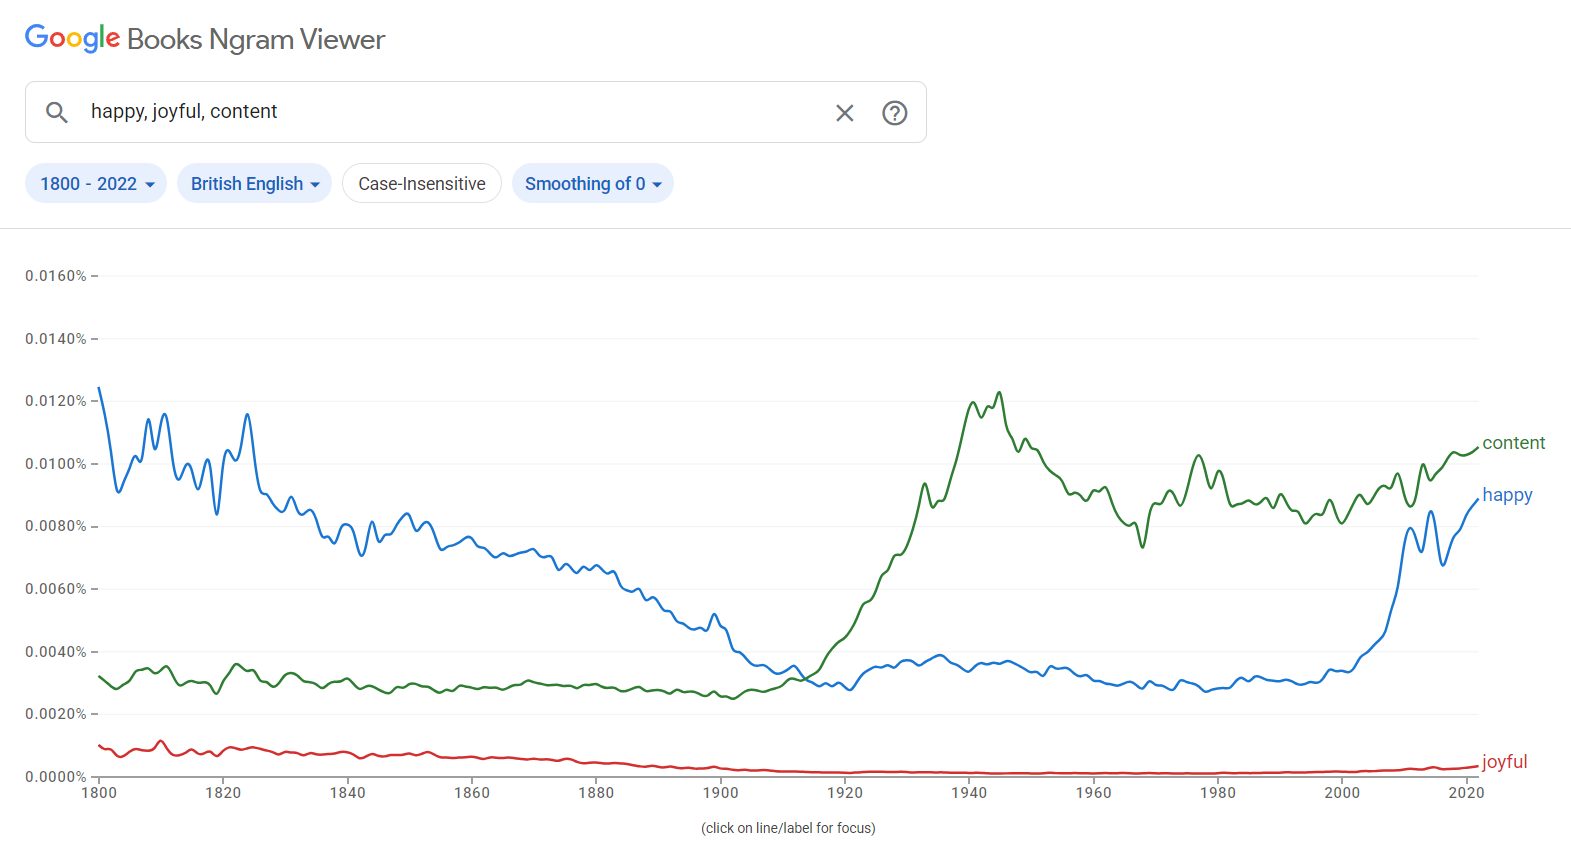 Google Books Ngram Viewer
happy, joyful, content
1800 - 2022
British English
Case-Insensitive
Smoothing of 0
0.0160%
0.0140%
0.0120%
0.0100%
0.0080%
0.0060%
0.0040%
0.0020%
0.0000%
content
happy
joyful
1800 1820 1840 1860 1880 1900 1920 1940 1960 1980 2000 2020
(click on line/label for focus)